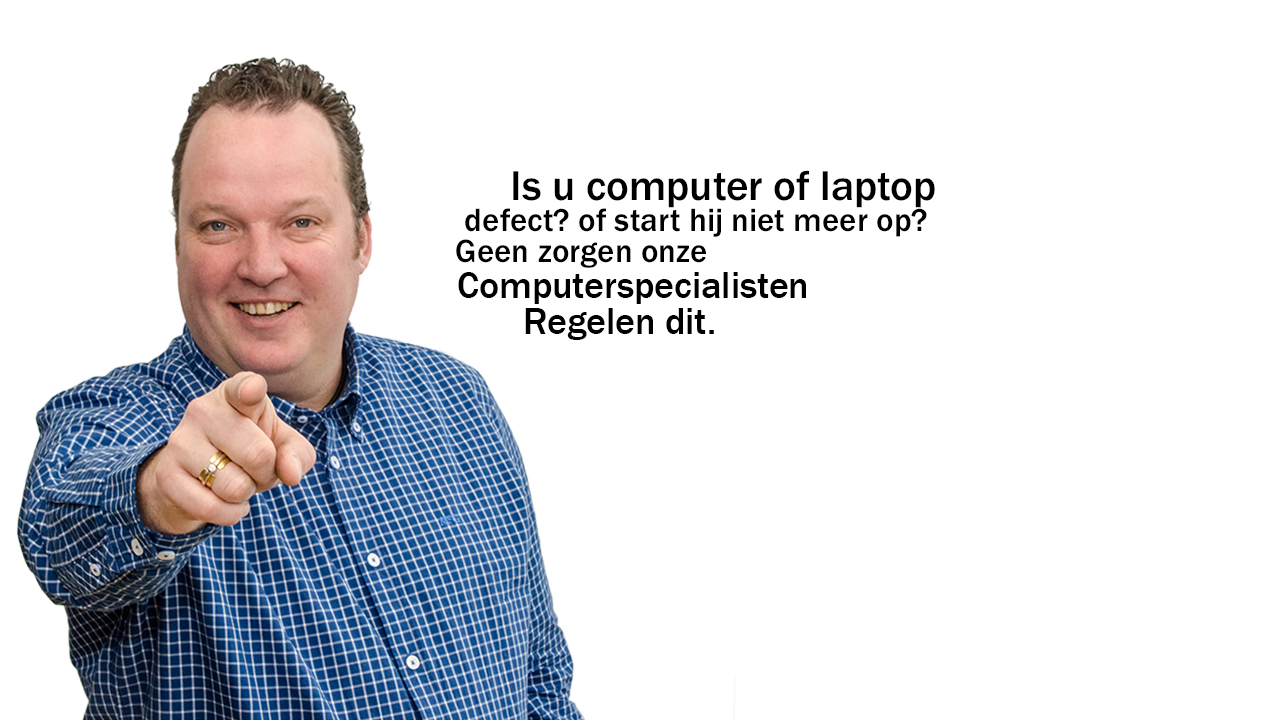 Is u computer of laptop
defect? of start hij niet meer op?
Geen zorgen onze
Computerspecialisten
Regelen dit.